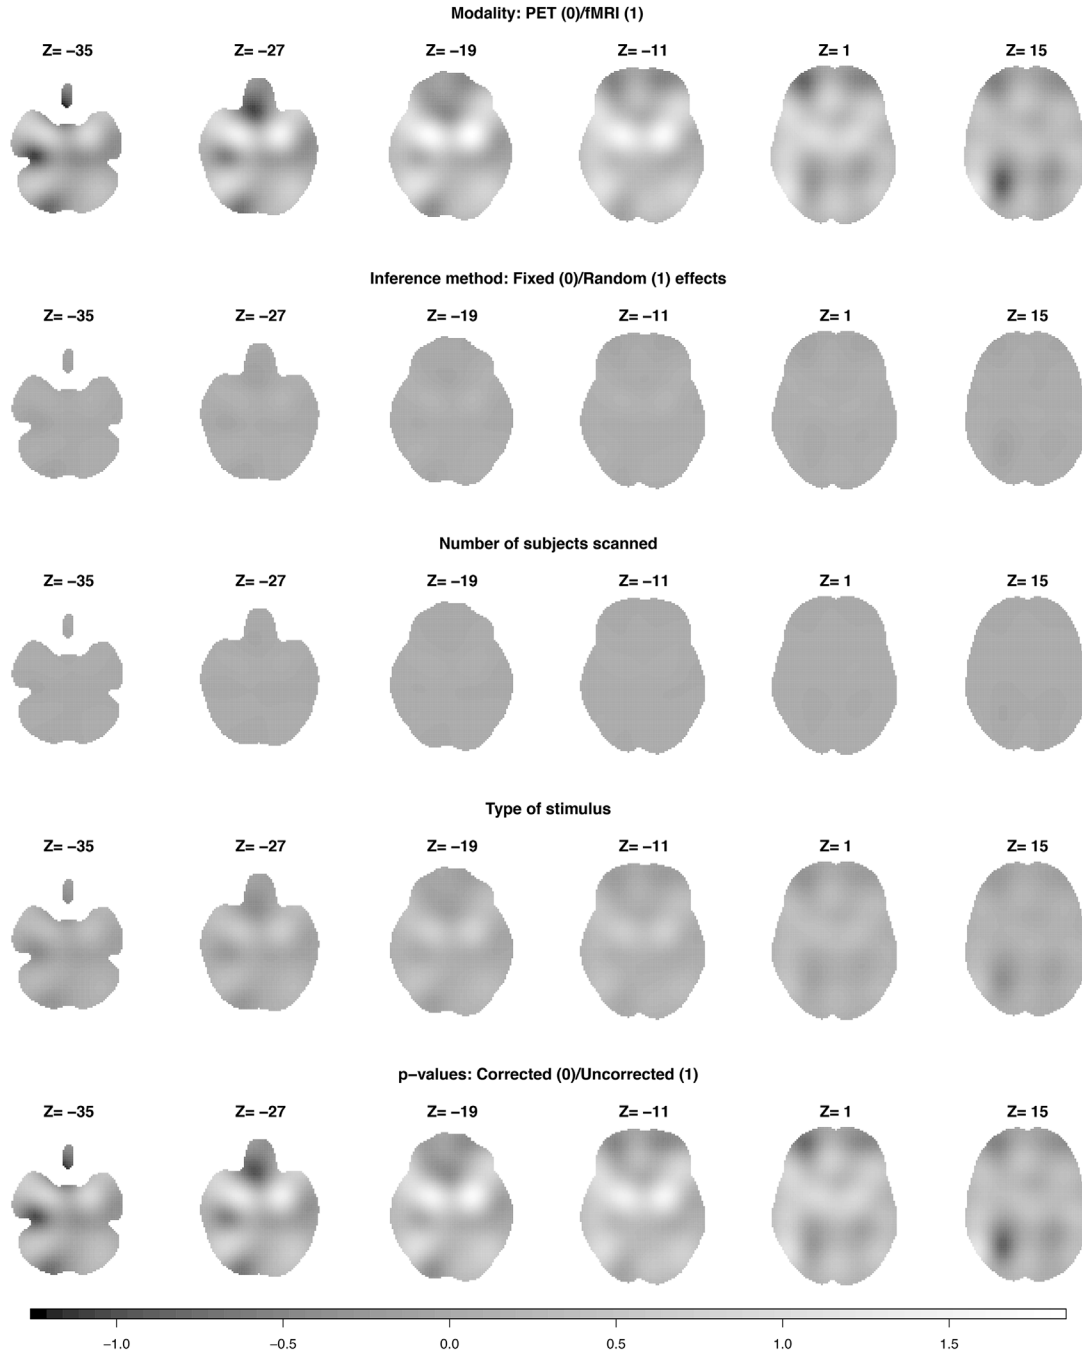 Modality: PET (0)/fMRI (1)
Z= −35 Z= −27 Z= −19 Z= −11 Z= 1 Z= 15
Inference method: Fixed (0)/Random (1) effects
Z= −35 Z= −27 Z= −19 Z= −11 Z= 1 Z= 15
Number of subjects scanned
Z= −35 Z= −27 Z= −19 Z= −11 Z= 1 Z= 15
Type of stimulus
Z= −35 Z= −27 Z= −19 Z= −11 Z= 1 Z= 15
p−values: Corrected (0)/Uncorrected (1)
Z= −35 Z= −27 Z= −19 Z= −11 Z= 1 Z= 15
−1.0 −0.5 0.0 0.5 1.0 1.5